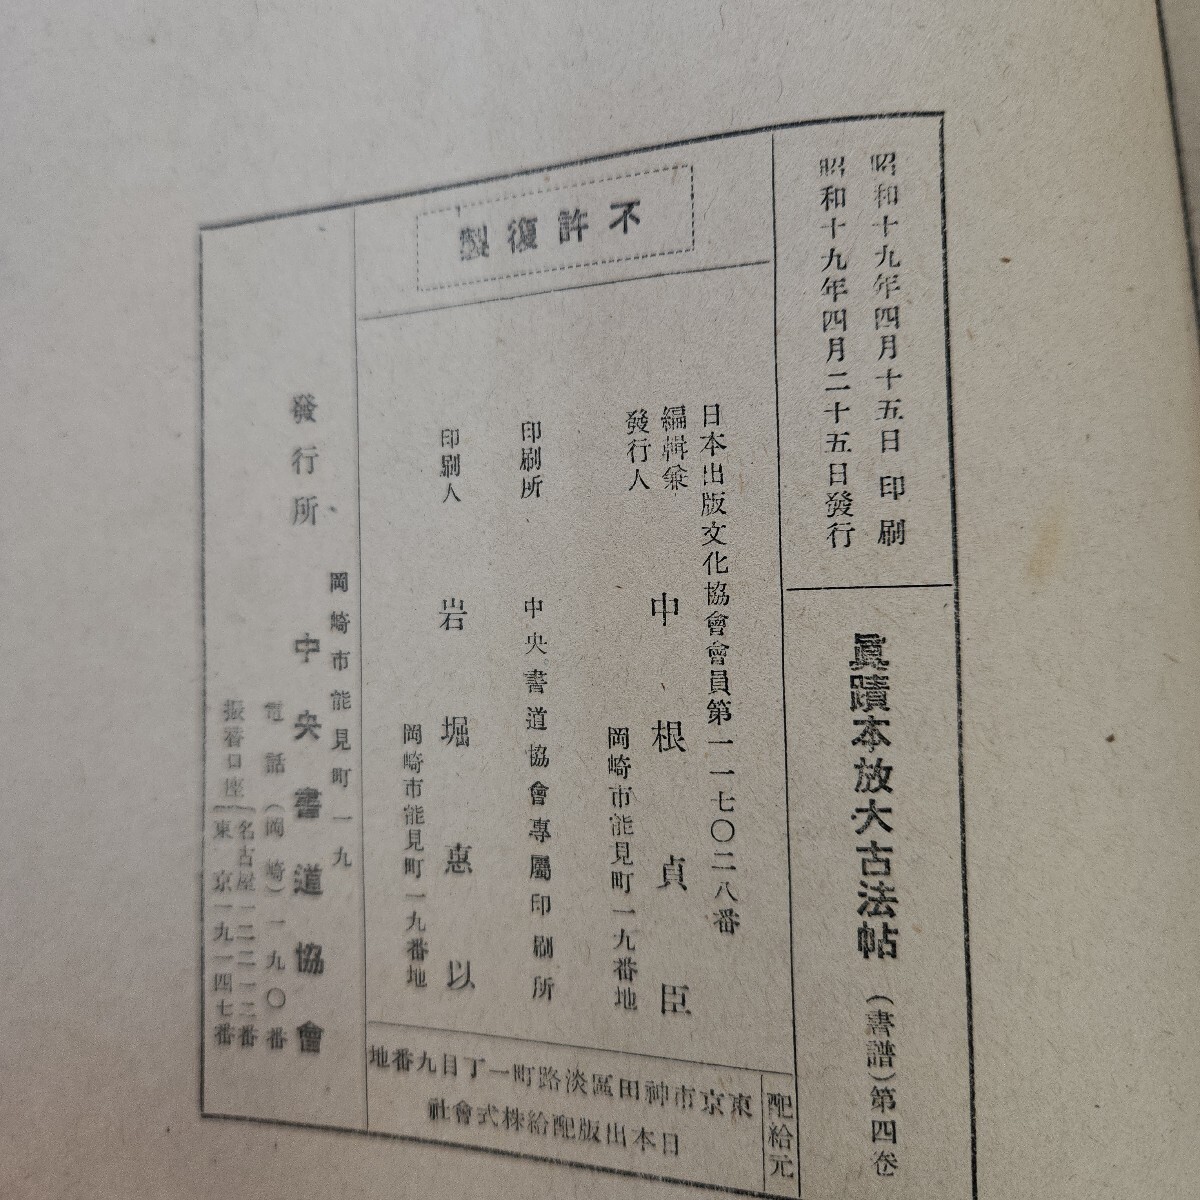 昭和十九年四月十五日印刷
昭和十九年四月二十五日發行
眞蹟本放大古法帖（書譜）第四卷
不許復製
日本出版文化協會會員第一一七〇二八番
編輯兼
發行人
中根貞臣
岡崎市能見町一九番地
印刷所
中央書道協會專屬印刷所
印刷人
岩堀惠以
岡崎市能見町一九番地
配給元
東京市神田區淡路町一丁目九番地
日本出版配給株式會社
岡崎市能見町一九
發行所
中央書道協會
電話（岡崎）一九〇番
振替口座
名古屋一二二一三番
東京一九一四七番